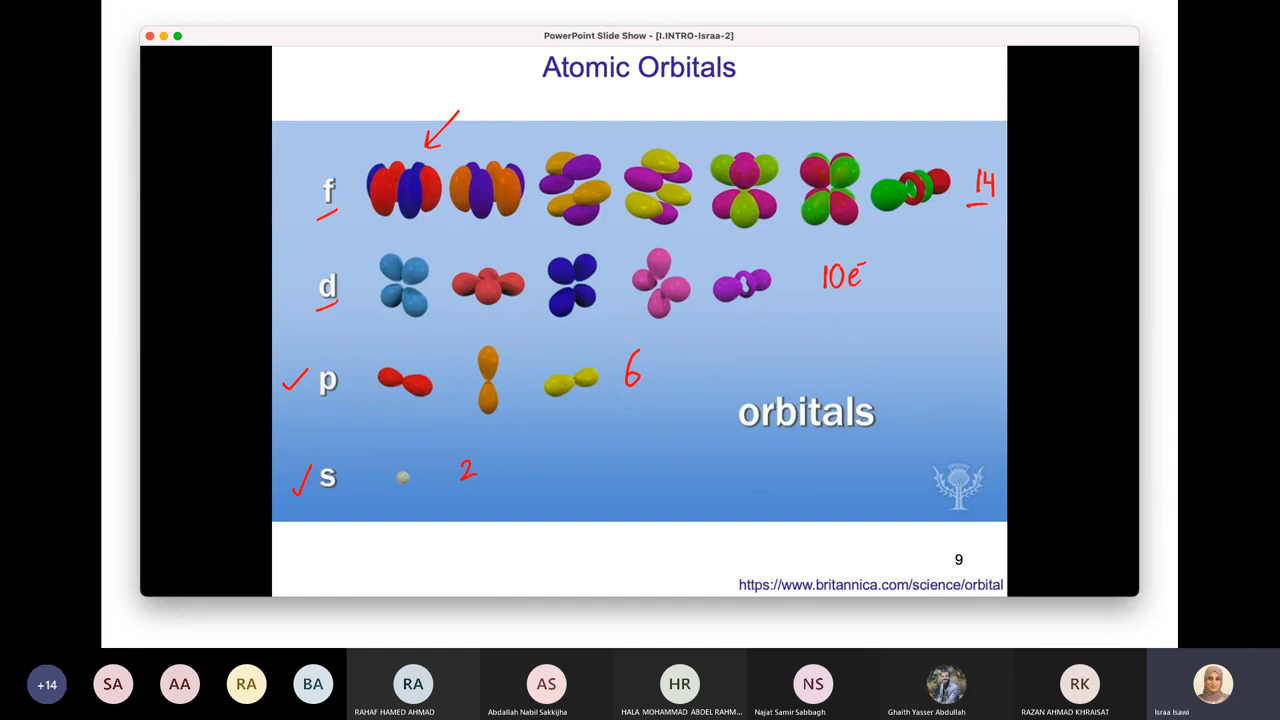 PowerPoint Slide Show - [I.INTRO-Israa-2]
Atomic Orbitals
f 14
d 10e⁻
p 6
orbitals
s 2
9
https://www.britannica.com/science/orbital
+14 SA AA RA BA RA AS HR NS RK
RAHAF HAMED AHMAD Abdallah Nabil Sakkijha HALA MOHAMMAD ABDEL RAHM... Najat Samir Sabbagh Ghaith Yasser Abdullah RAZAN AHMAD KHRAISAT Israa Isawi